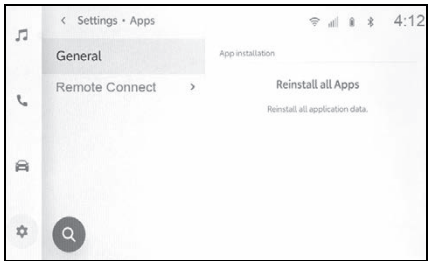 < Settings • Apps
4:12
General
Remote Connect >
App installation
Reinstall all Apps
Reinstall all application data.